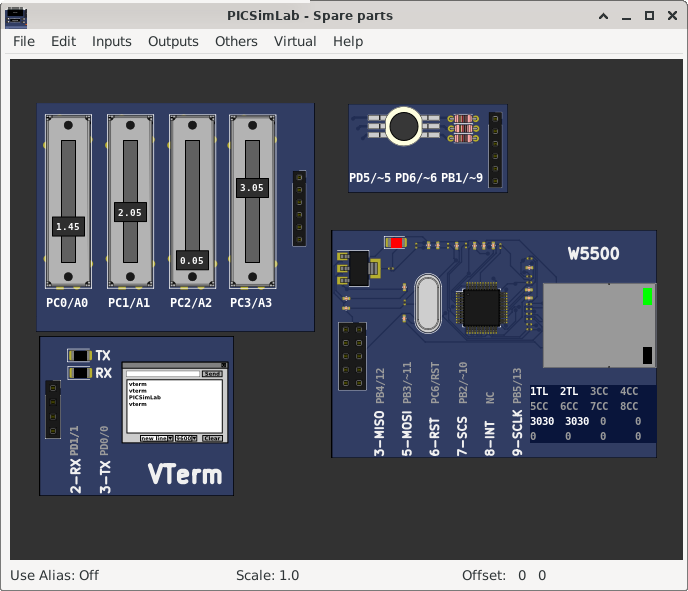 PICSimLab - Spare parts
File Edit Inputs Outputs Others Virtual Help
1.45
2.05
0.05
3.05
PC0/A0 PC1/A1 PC2/A2 PC3/A3
PD5/~5 PD6/~6 PB1/~9
W5500
3-MISO PB4/12
5-MOSI PB3/~11
6-RST PC6/RST
7-SCS PB2/~10
8-INT NC
9-SCLK PB5/13
1TL 2TL 3CC 4CC
5CC 6CC 7CC 8CC
3030 3030 0 0
0 0 0 0
TX
RX
2-RX PD1/1
3-TX PD0/0
Send
vterm
vterm
PICSimLab
vterm
new line 9600 Clear
VTerm
Use Alias: Off Scale: 1.0 Offset: 0 0